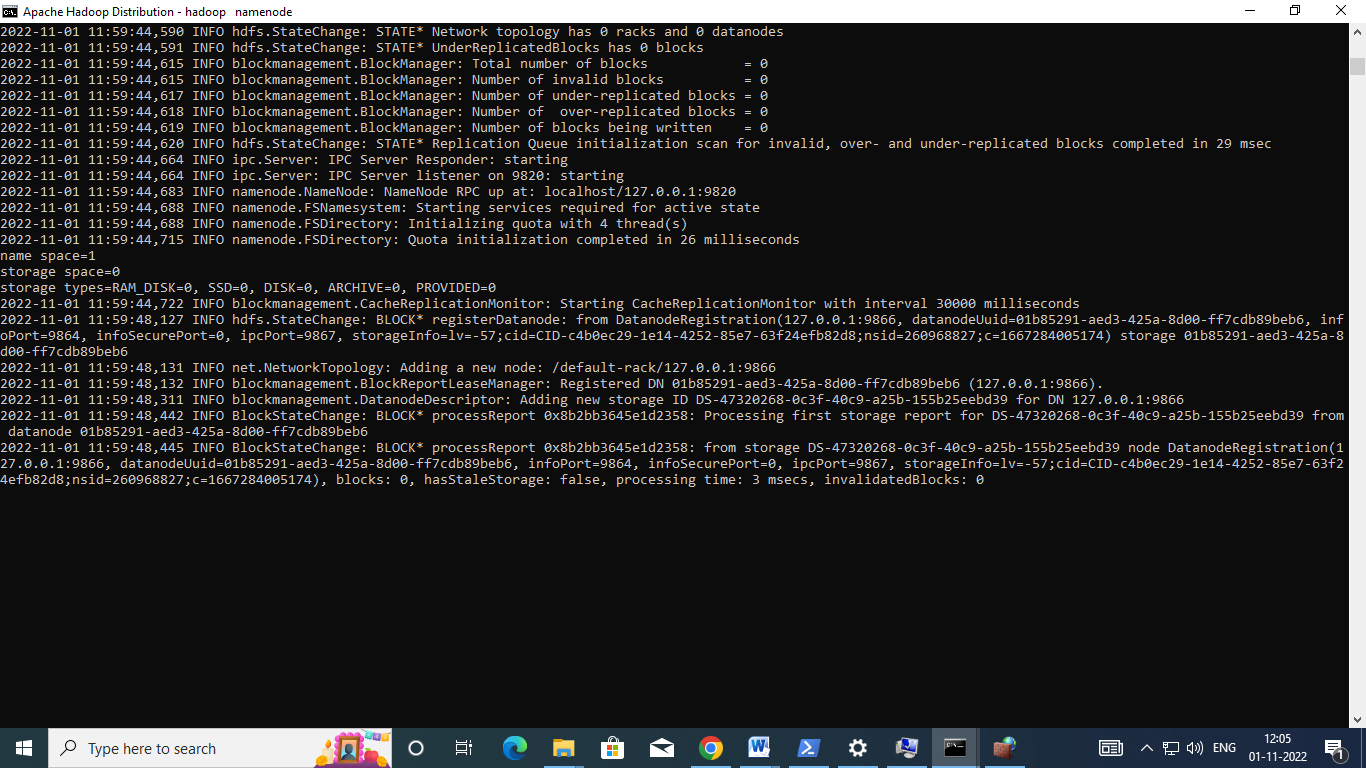 Apache Hadoop Distribution - hadoop   namenode
2022-11-01 11:59:44,590 INFO hdfs.StateChange: STATE* Network topology has 0 racks and 0 datanodes
2022-11-01 11:59:44,591 INFO hdfs.StateChange: STATE* UnderReplicatedBlocks has 0 blocks
2022-11-01 11:59:44,615 INFO blockmanagement.BlockManager: Total number of blocks            = 0
2022-11-01 11:59:44,615 INFO blockmanagement.BlockManager: Number of invalid blocks          = 0
2022-11-01 11:59:44,617 INFO blockmanagement.BlockManager: Number of under-replicated blocks = 0
2022-11-01 11:59:44,618 INFO blockmanagement.BlockManager: Number of  over-replicated blocks = 0
2022-11-01 11:59:44,619 INFO blockmanagement.BlockManager: Number of blocks being written    = 0
2022-11-01 11:59:44,620 INFO hdfs.StateChange: STATE* Replication Queue initialization scan for invalid, over- and under-replicated blocks completed in 29 msec
2022-11-01 11:59:44,664 INFO ipc.Server: IPC Server Responder: starting
2022-11-01 11:59:44,664 INFO ipc.Server: IPC Server listener on 9820: starting
2022-11-01 11:59:44,683 INFO namenode.NameNode: NameNode RPC up at: localhost/127.0.0.1:9820
2022-11-01 11:59:44,688 INFO namenode.FSNamesystem: Starting services required for active state
2022-11-01 11:59:44,688 INFO namenode.FSDirectory: Initializing quota with 4 thread(s)
2022-11-01 11:59:44,715 INFO namenode.FSDirectory: Quota initialization completed in 26 milliseconds
name space=1
storage space=0
storage types=RAM_DISK=0, SSD=0, DISK=0, ARCHIVE=0, PROVIDED=0
2022-11-01 11:59:44,722 INFO blockmanagement.CacheReplicationMonitor: Starting CacheReplicationMonitor with interval 30000 milliseconds
2022-11-01 11:59:48,127 INFO hdfs.StateChange: BLOCK* registerDatanode: from DatanodeRegistration(127.0.0.1:9866, datanodeUuid=01b85291-aed3-425a-8d00-ff7cdb89beb6, inf
oPort=9864, infoSecurePort=0, ipcPort=9867, storageInfo=lv=-57;cid=CID-c4b0ec29-1e14-4252-85e7-63f24efb82d8;nsid=260968827;c=1667284005174) storage 01b85291-aed3-425a-8
d00-ff7cdb89beb6
2022-11-01 11:59:48,131 INFO net.NetworkTopology: Adding a new node: /default-rack/127.0.0.1:9866
2022-11-01 11:59:48,132 INFO blockmanagement.BlockReportLeaseManager: Registered DN 01b85291-aed3-425a-8d00-ff7cdb89beb6 (127.0.0.1:9866).
2022-11-01 11:59:48,311 INFO blockmanagement.DatanodeDescriptor: Adding new storage ID DS-47320268-0c3f-40c9-a25b-155b25eebd39 for DN 127.0.0.1:9866
2022-11-01 11:59:48,442 INFO BlockStateChange: BLOCK* processReport 0x8b2bb3645e1d2358: Processing first storage report for DS-47320268-0c3f-40c9-a25b-155b25eebd39 from
 datanode 01b85291-aed3-425a-8d00-ff7cdb89beb6
2022-11-01 11:59:48,445 INFO BlockStateChange: BLOCK* processReport 0x8b2bb3645e1d2358: from storage DS-47320268-0c3f-40c9-a25b-155b25eebd39 node DatanodeRegistration(1
27.0.0.1:9866, datanodeUuid=01b85291-aed3-425a-8d00-ff7cdb89beb6, infoPort=9864, infoSecurePort=0, ipcPort=9867, storageInfo=lv=-57;cid=CID-c4b0ec29-1e14-4252-85e7-63f2
4efb82d8;nsid=260968827;c=1667284005174), blocks: 0, hasStaleStorage: false, processing time: 3 msecs, invalidatedBlocks: 0
Type here to search
ENG
12:05
01-11-2022
1